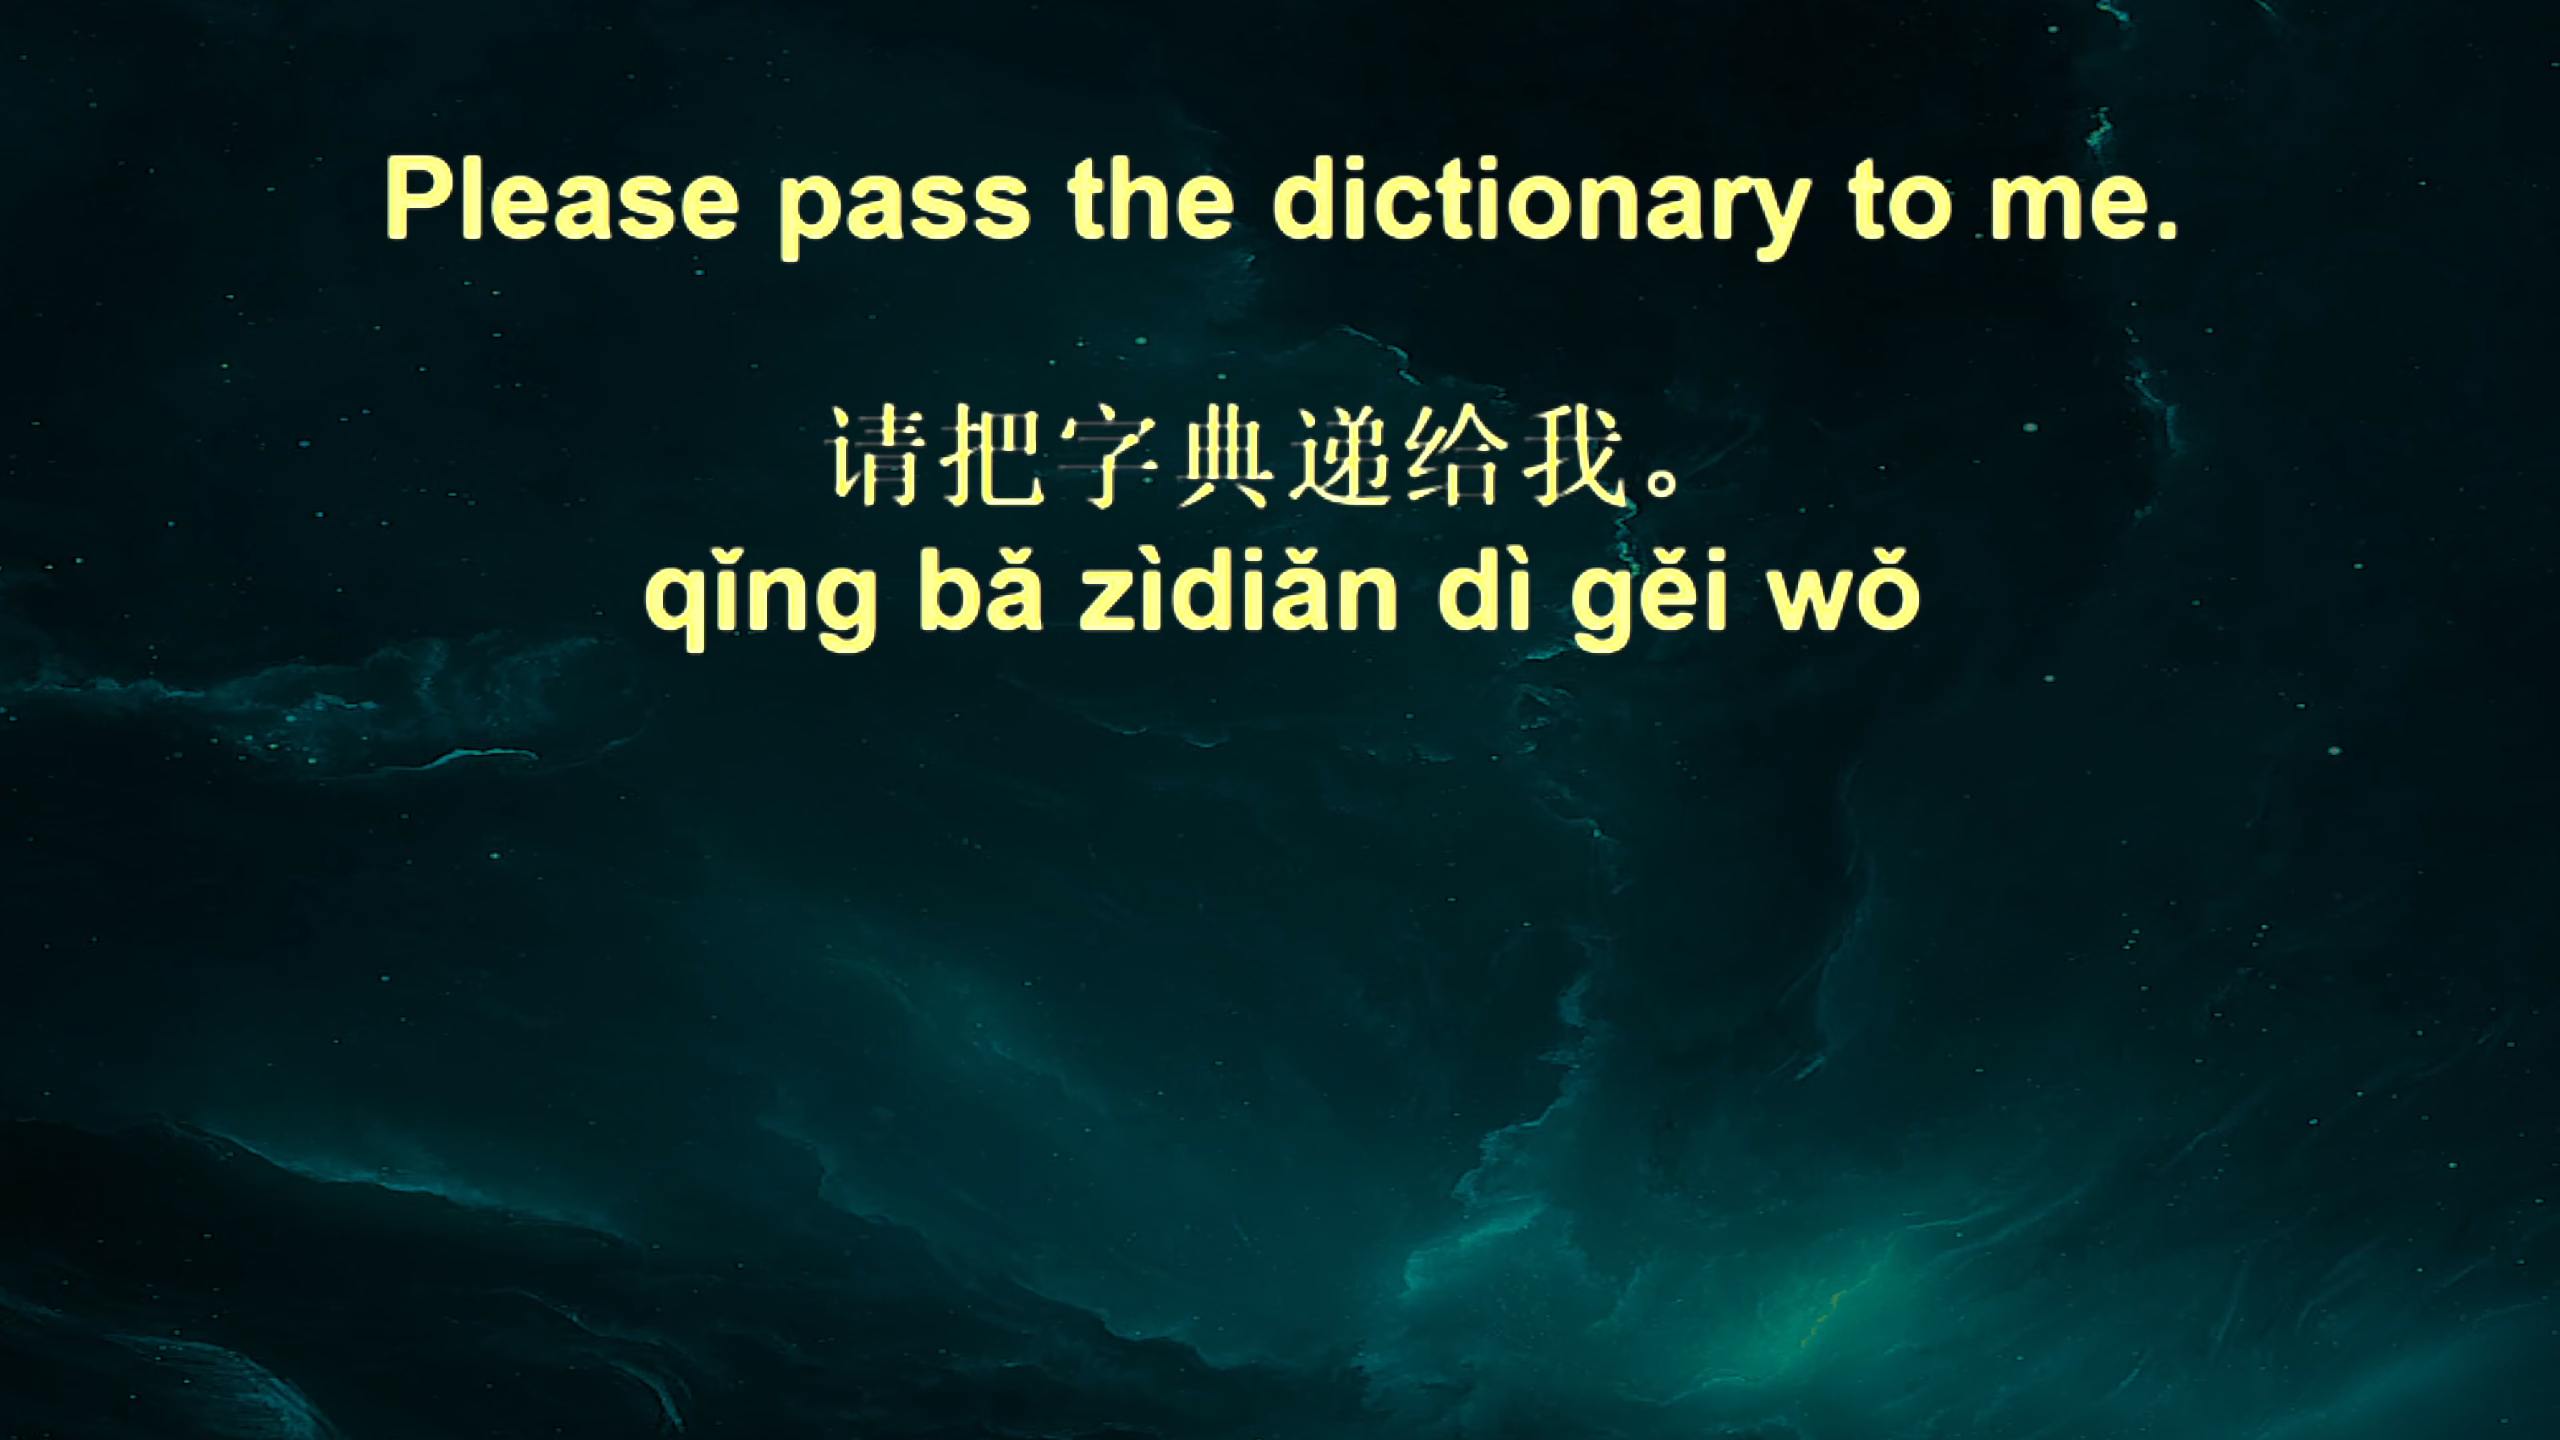 Please pass the dictionary to me.
请把字典递给我。
qǐng bǎ zìdiǎn dì gěi wǒ